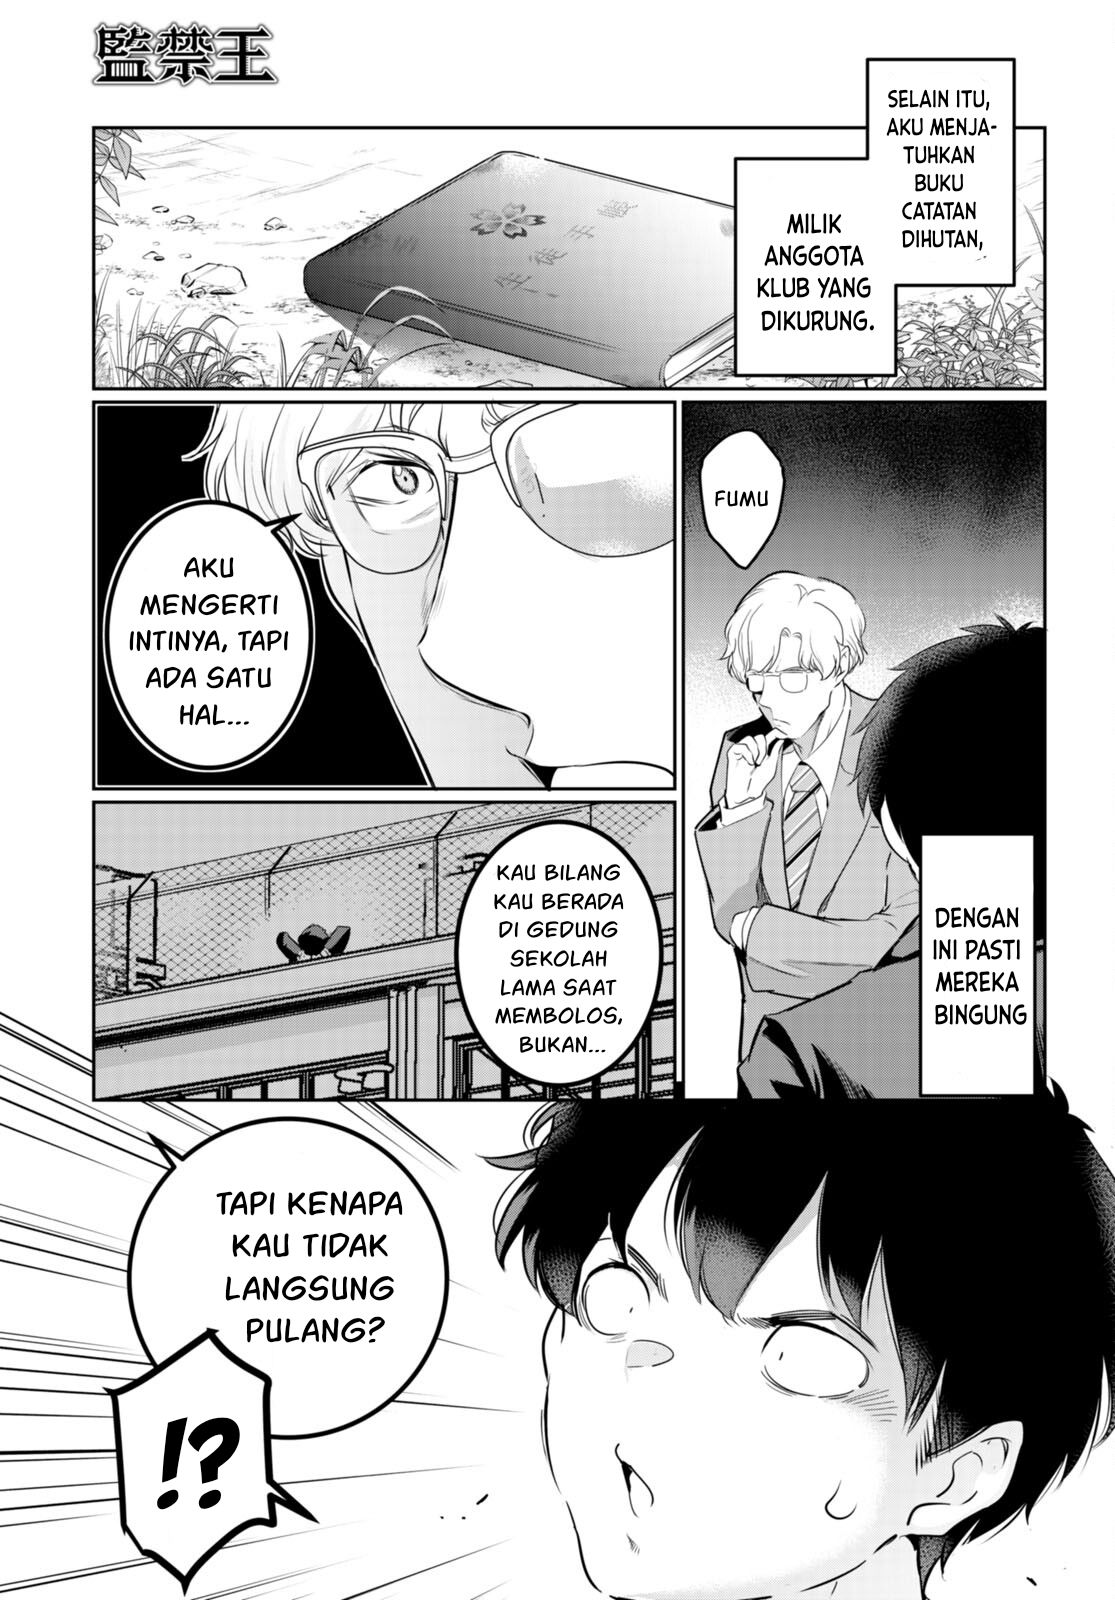 監禁王
SELAIN ITU,
AKU MENJA-
TUHKAN
BUKU
CATATAN
DIHUTAN,
MILIK
ANGGOTA
KLUB YANG
DIKURUNG.
FUMU
DENGAN
INI PASTI
MEREKA
BINGUNG
AKU
MENGERTI
INTINYA, TAPI
ADA SATU
HAL...
KAU BILANG
KAU BERADA
DI GEDUNG
SEKOLAH
LAMA SAAT
MEMBOLOS,
BUKAN...
TAPI KENAPA
KAU TIDAK
LANGSUNG
PULANG?
!?